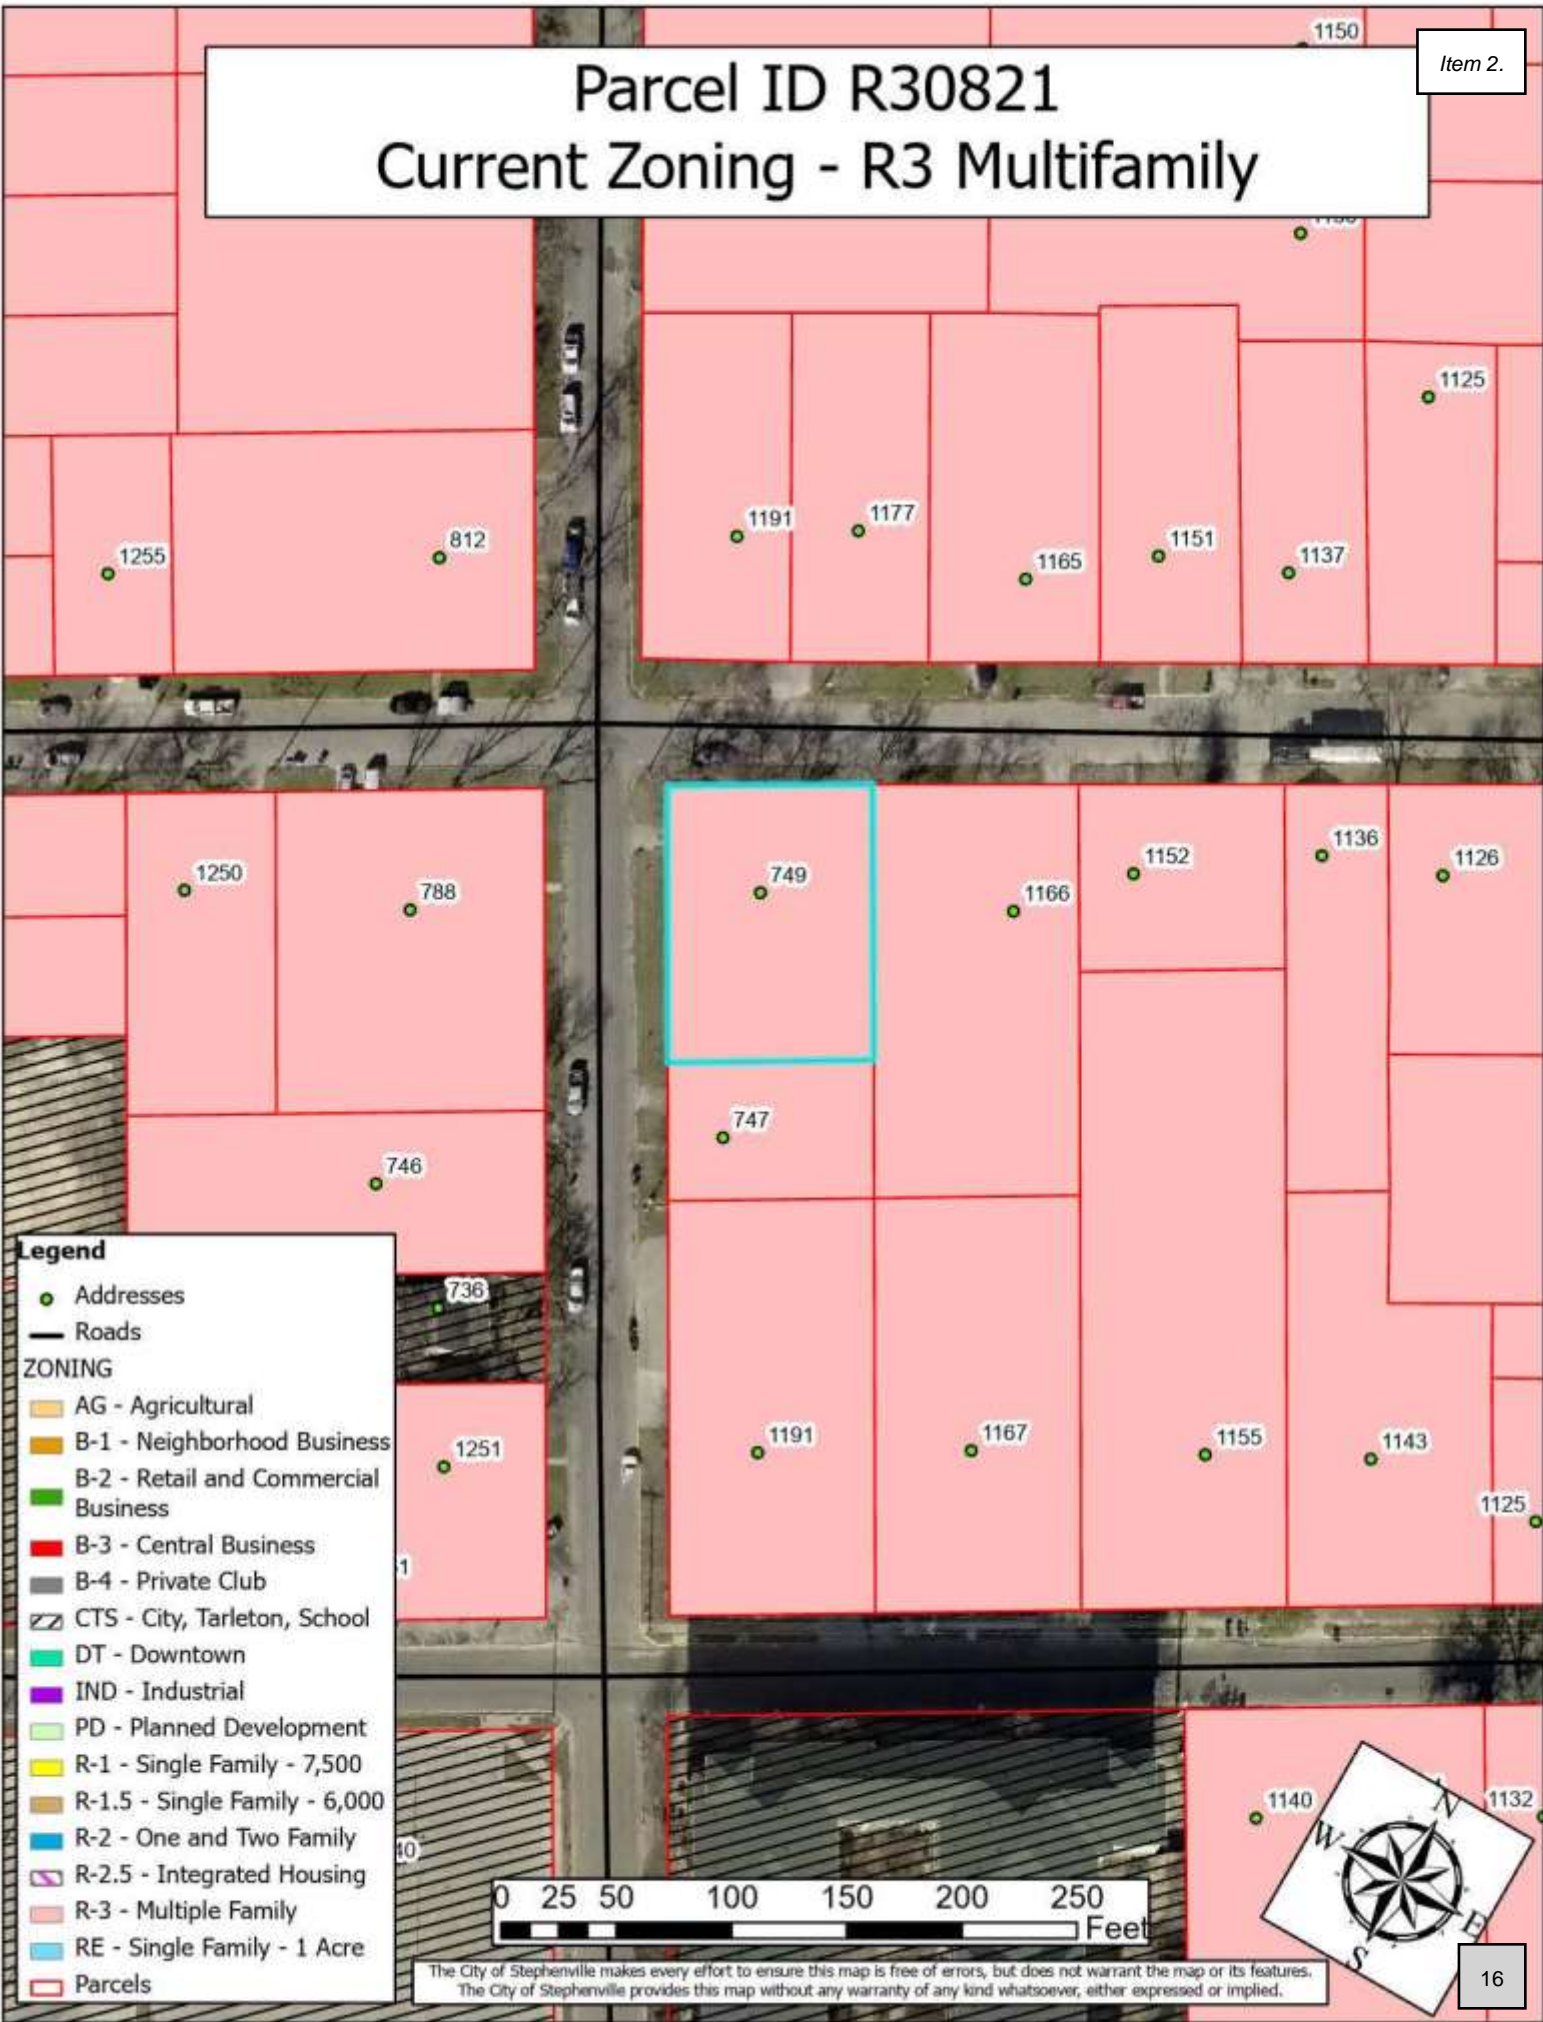 1150
Item 2.
Parcel ID R30821
Current Zoning - R3 Multifamily
1125
1191
1177
1165
1151
1137
1255
812
1250
788
749
1166
1152
1136
1126
747
746
736
1251
1191
1167
1155
1143
1125
1140
1132
Legend
Addresses
Roads
ZONING
AG - Agricultural
B-1 - Neighborhood Business
B-2 - Retail and Commercial
Business
B-3 - Central Business
B-4 - Private Club
CTS - City, Tarleton, School
DT - Downtown
IND - Industrial
PD - Planned Development
R-1 - Single Family - 7,500
R-1.5 - Single Family - 6,000
R-2 - One and Two Family
R-2.5 - Integrated Housing
R-3 - Multiple Family
RE - Single Family - 1 Acre
Parcels
0 25 50 100 150 200 250
Feet
N
W
E
S
The City of Stephenville makes every effort to ensure this map is free of errors, but does not warrant the map or its features.
The City of Stephenville provides this map without any warranty of any kind whatsoever, either expressed or implied.
16